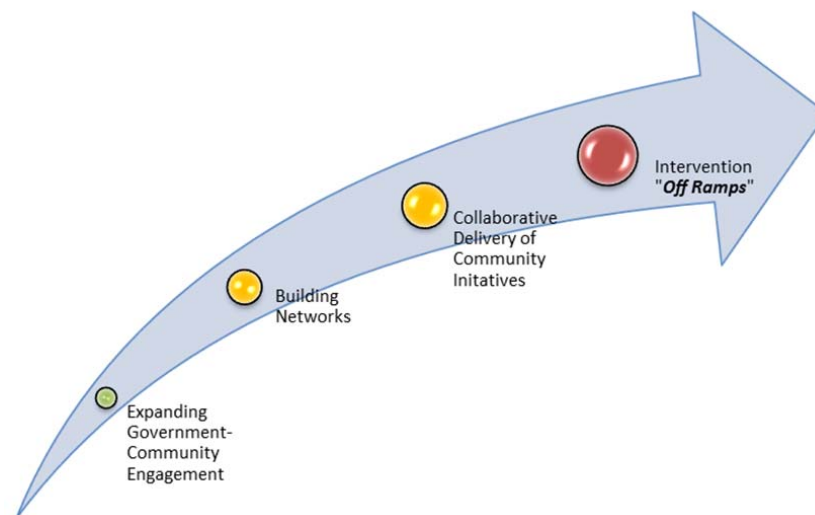 Intervention
"Off Ramps"
Collaborative
Delivery of
Community
Initatives
Building
Networks
Expanding
Government-
Community
Engagement